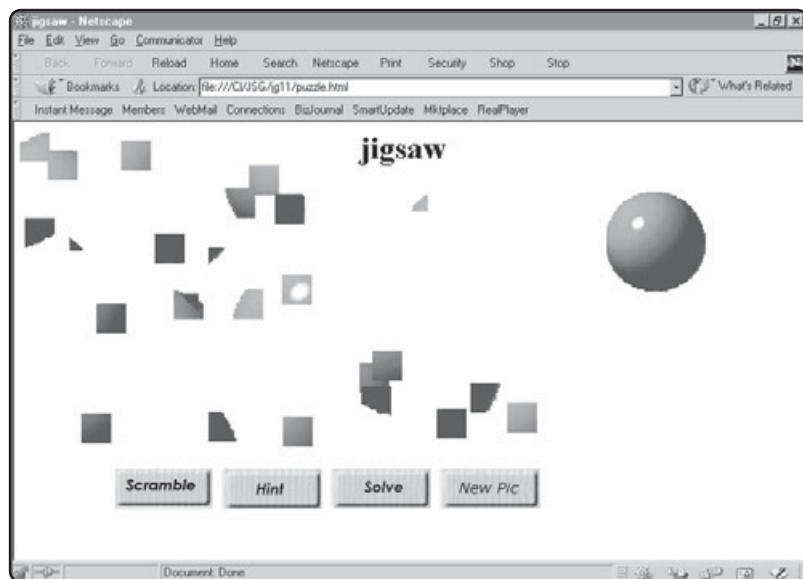 jigsaw - Netscape
File Edit View Go Communicator Help
Back Forward Reload Home Search Netscape Print Security Shop Stop
Bookmarks Location: file:///C|/JSG/jg11/puzzle.html What's Related
Instant Message Members WebMail Connections BizJournal SmartUpdate Mktplace RealPlayer
jigsaw
Scramble Hint Solve New Pic
Document: Done